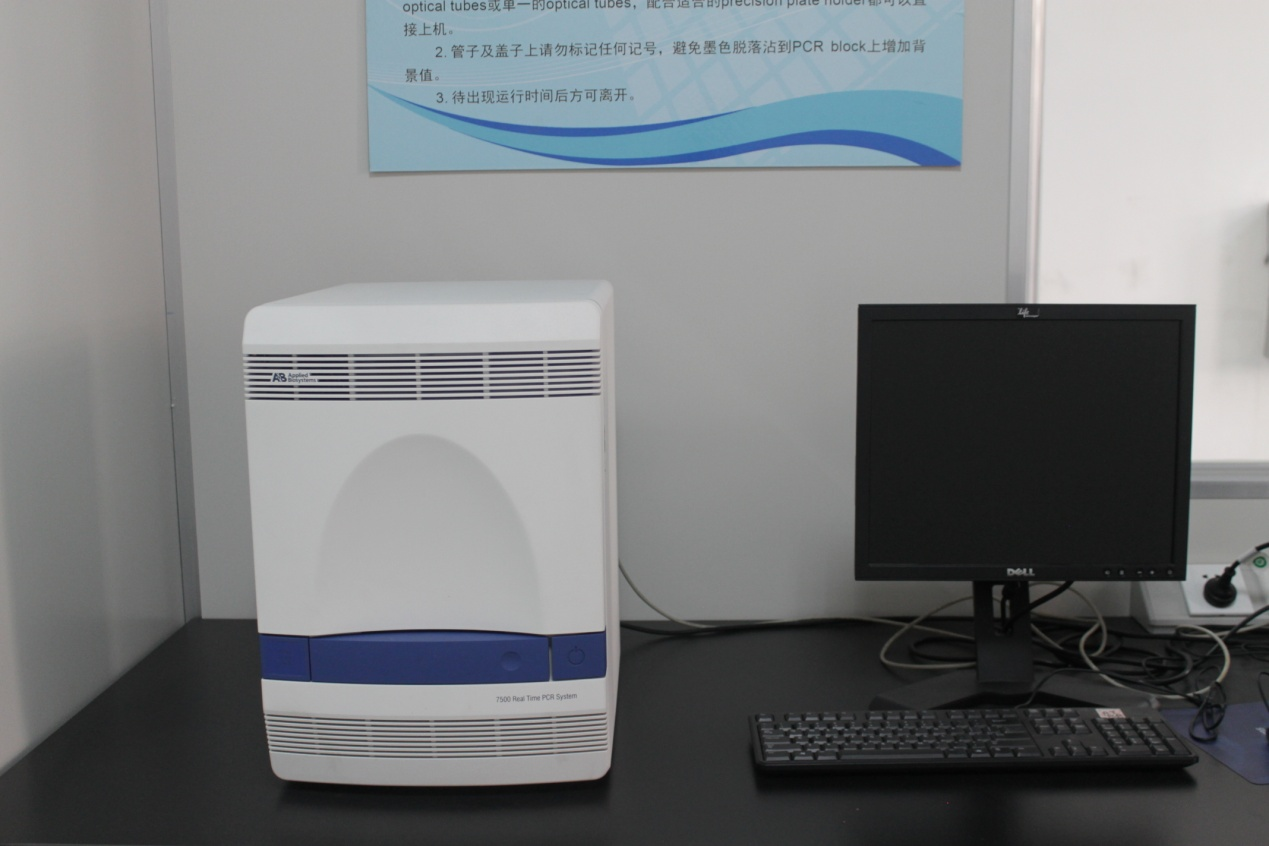 optical tubes或单一的optical tubes，配合适合的precision plate holder都可以直
接上机。
2. 管子及盖子上请勿标记任何记号，避免墨色脱落沾到PCR block上增加背
景值。
3. 待出现运行时间后方可离开。
AB Applied
Biosystems
DELL
7500 Real Time PCR System